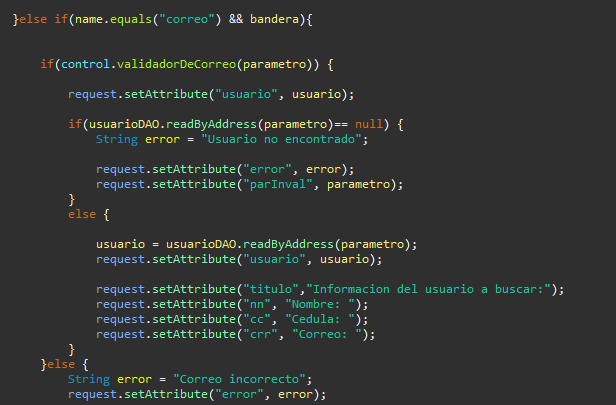 }else if(name.equals("correo") && bandera){
if(control.validadorDeCorreo(parametro)) {
request.setAttribute("usuario", usuario);
if(usuarioDAO.readByAddress(parametro)== null) {
String error = "Usuario no encontrado";
request.setAttribute("error", error);
request.setAttribute("parInval", parametro);
}
else {
usuario = usuarioDAO.readByAddress(parametro);
request.setAttribute("usuario", usuario);
request.setAttribute("titulo","Informacion del usuario a buscar:");
request.setAttribute("nn", "Nombre: ");
request.setAttribute("cc", "Cedula: ");
request.setAttribute("crr", "Correo: ");
}
}else {
String error = "Correo incorrecto";
request.setAttribute("error", error);